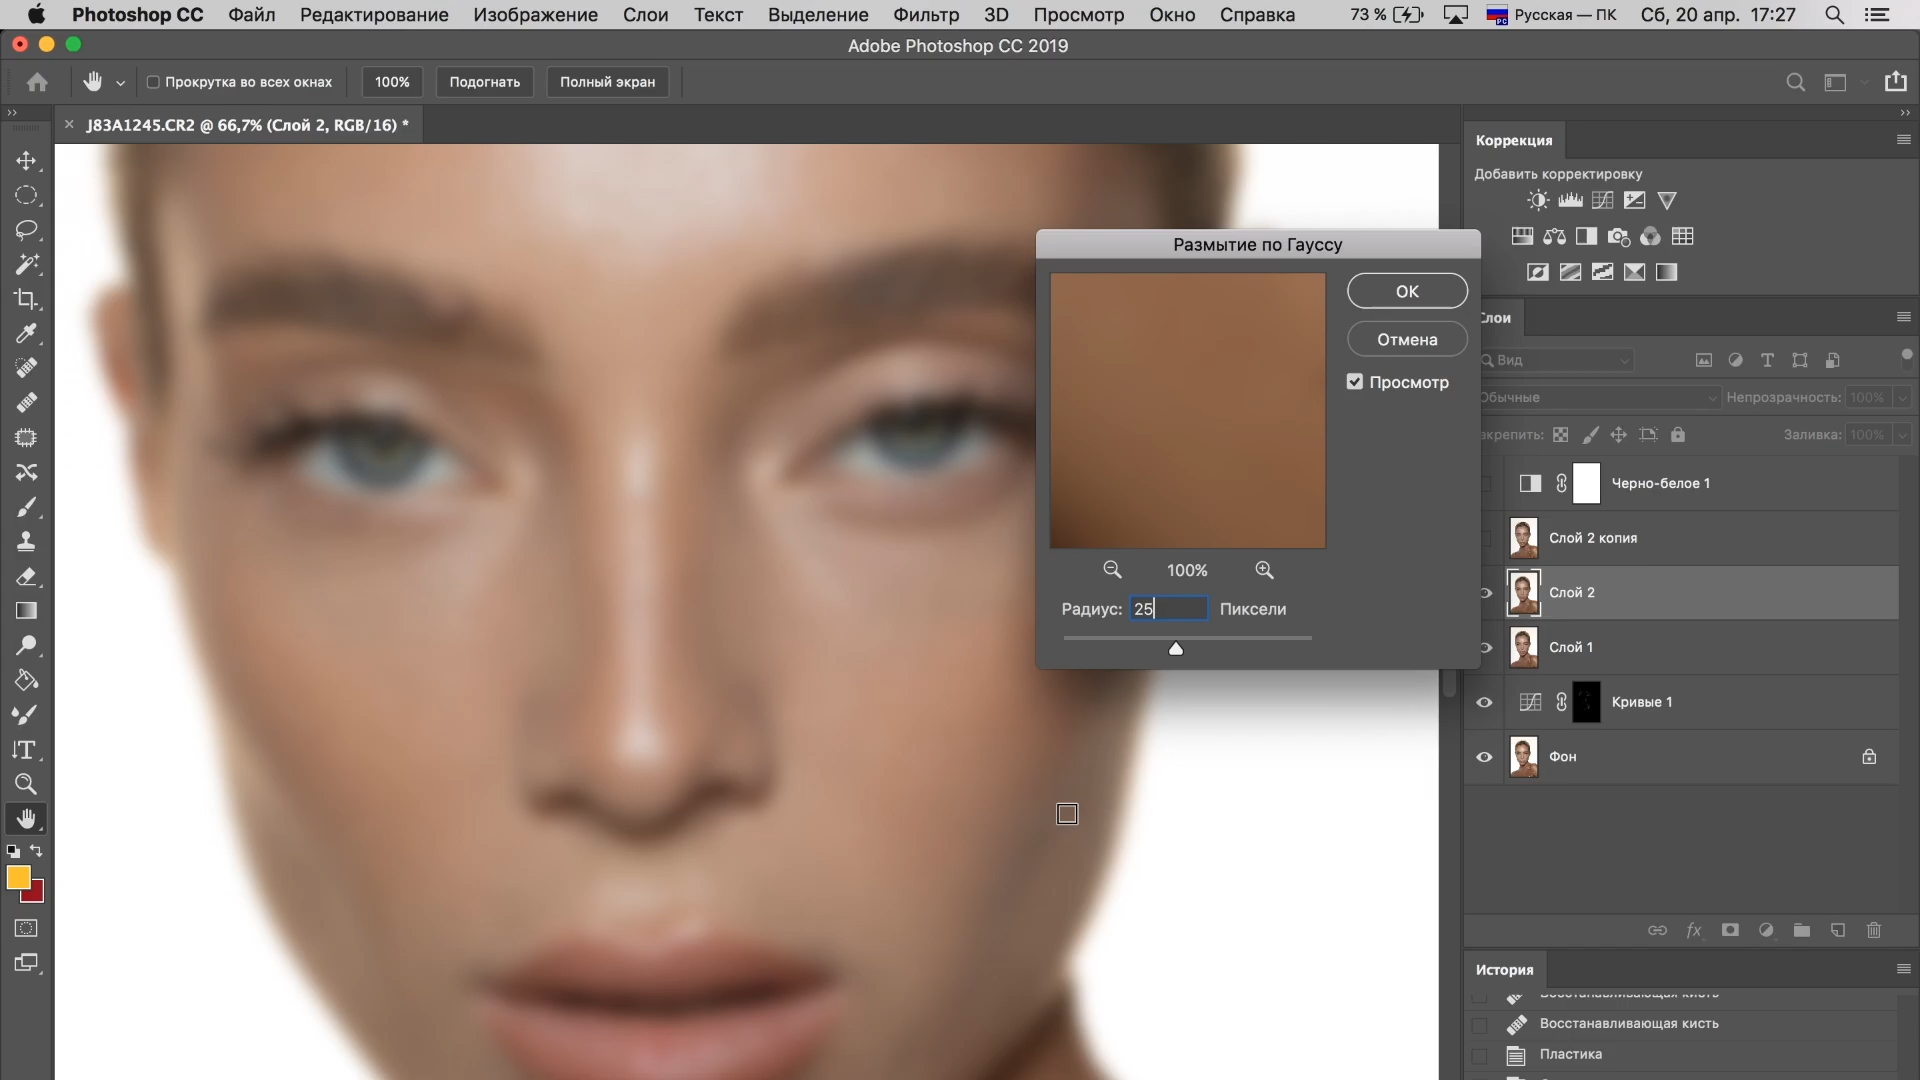 Photoshop CC Файл Редактирование Изображение Слои Текст Выделение Фильтр 3D Просмотр Окно Справка 73 % Русская — ПК Сб, 20 апр. 17:27
Adobe Photoshop CC 2019
Прокрутка во всех окнах 100% Подогнать Полный экран
J83A1245.CR2 @ 66,7% (Слой 2, RGB/16) *
Коррекция
Добавить корректировку
Размытие по Гауссу
OK
Отмена
Просмотр
100%
Радиус: 25 Пиксели
Слои
Вид
Обычные Непрозрачность: 100%
Заливка: 100%
Черно-белое 1
Слой 2 копия
Слой 2
Слой 1
Кривые 1
Фон
fx
История
Восстанавливающая кисть
Восстанавливающая кисть
Пластика